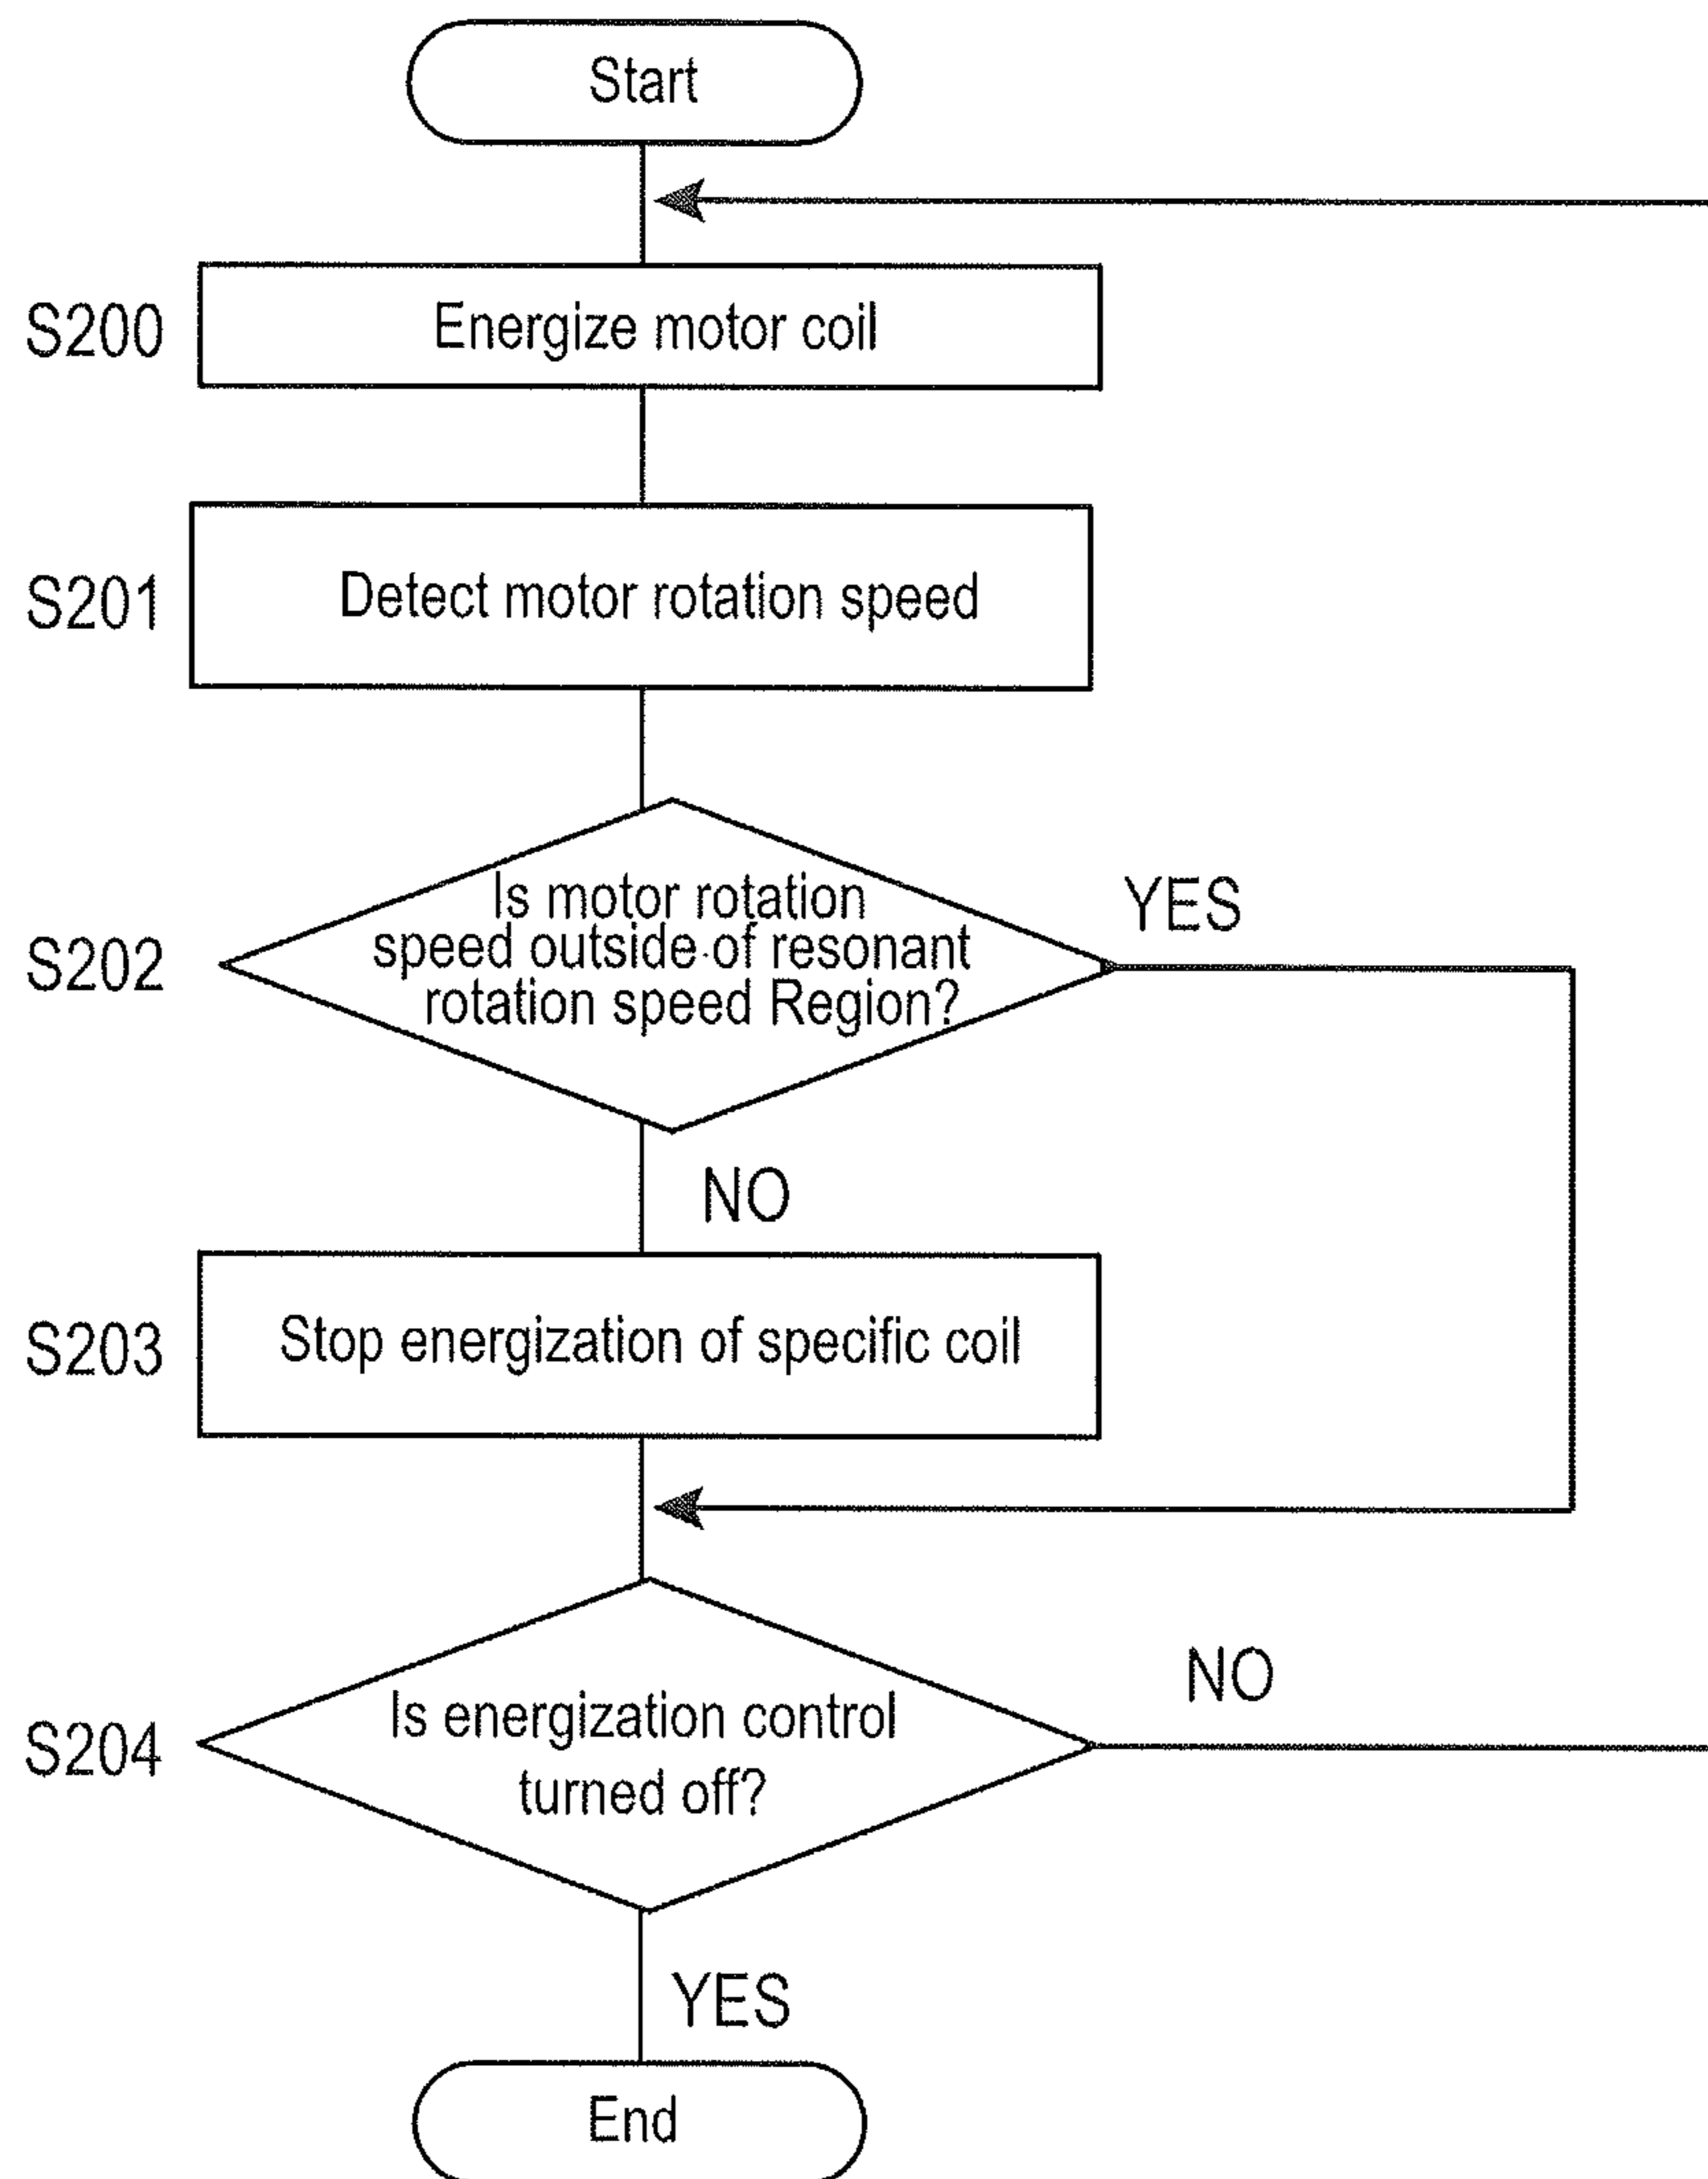 Start
S200
Energize motor coil
S201
Detect motor rotation speed
S202
Is motor rotation
speed outside of resonant
rotation speed Region?
YES
NO
S203
Stop energization of specific coil
S204
Is energization control
turned off?
NO
YES
End